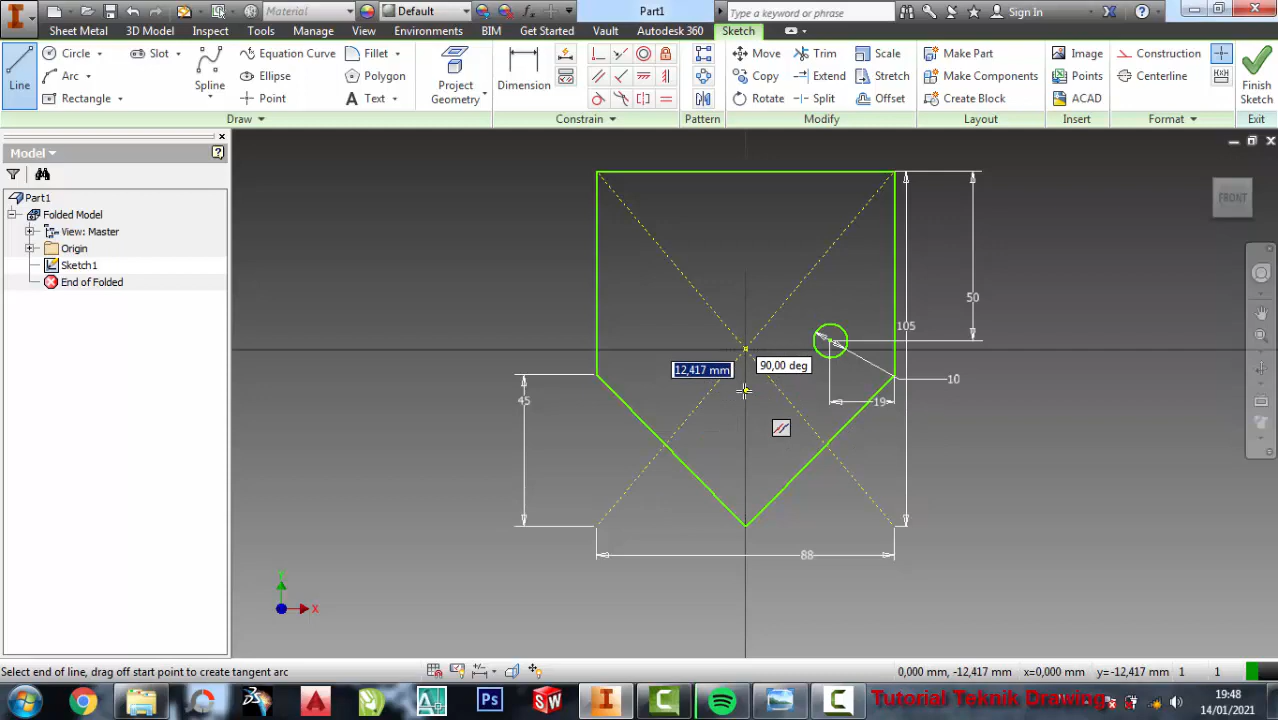 Material
Default
Part1
Type a keyword or phrase
Sign In
Sheet Metal
3D Model
Inspect
Tools
Manage
View
Environments
BIM
Get Started
Vault
Autodesk 360
Sketch
Line
Circle
Arc
Rectangle
Slot
Spline
Equation Curve
Ellipse
Point
Fillet
Polygon
Text
Project
Geometry
Dimension
Move
Copy
Rotate
Trim
Extend
Split
Scale
Stretch
Offset
Make Part
Make Components
Create Block
Image
Points
ACAD
Construction
Centerline
Finish
Sketch
Draw
Constrain
Pattern
Modify
Layout
Insert
Format
Exit
Model
Part1
Folded Model
View: Master
Origin
Sketch1
End of Folded
FRONT
50
105
12,417 mm
90,00 deg
10
19
45
88
Y
X
Select end of line, drag off start point to create tangent arc
0,000 mm, -12,417 mm
x=0,000 mm
y=-12,417 mm
1
1
Tutorial Teknik Drawing
19:48
14/01/2021